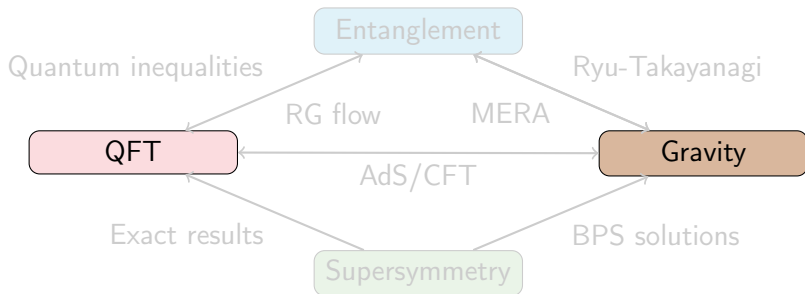 Entanglement
Quantum inequalities
Ryu-Takayanagi
RG flow
MERA
QFT
Gravity
AdS/CFT
Exact results
BPS solutions
Supersymmetry